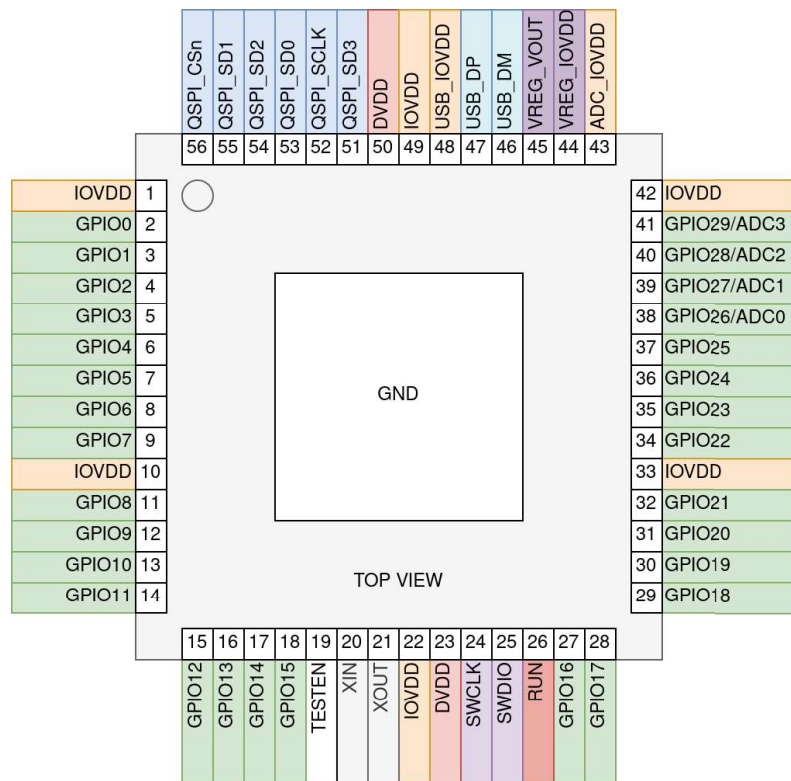 QSPI_CSn
QSPI_SD1
QSPI_SD2
QSPI_SD0
QSPI_SCLK
QSPI_SD3
DVDD
IOVDD
USB_IOVDD
USB_DP
USB_DM
VREG_VOUT
VREG_IOVDD
ADC_IOVDD
56 55 54 53 52 51 50 49 48 47 46 45 44 43
IOVDD 1
GPIO0 2
GPIO1 3
GPIO2 4
GPIO3 5
GPIO4 6
GPIO5 7
GPIO6 8
GPIO7 9
IOVDD 10
GPIO8 11
GPIO9 12
GPIO10 13
GPIO11 14
42 IOVDD
41 GPIO29/ADC3
40 GPIO28/ADC2
39 GPIO27/ADC1
38 GPIO26/ADC0
37 GPIO25
36 GPIO24
35 GPIO23
34 GPIO22
33 IOVDD
32 GPIO21
31 GPIO20
30 GPIO19
29 GPIO18
GND
TOP VIEW
15 16 17 18 19 20 21 22 23 24 25 26 27 28
GPIO12
GPIO13
GPIO14
GPIO15
TESTEN
XIN
XOUT
IOVDD
DVDD
SWCLK
SWDIO
RUN
GPIO16
GPIO17